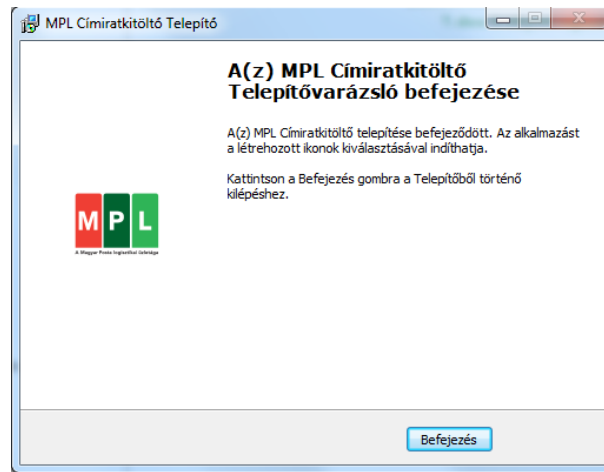 MPL Címiratkitöltő Telepítő
A(z) MPL Címiratkitöltő
Telepítővarázsló befejezése
A(z) MPL Címiratkitöltő telepítése befejeződött. Az alkalmazást
a létrehozott ikonok kiválasztásával indíthatja.
Kattintson a Befejezés gombra a Telepítőből történő
kilépéshez.
MPL
A Magyar Posta logisztikai üzletága
Befejezés